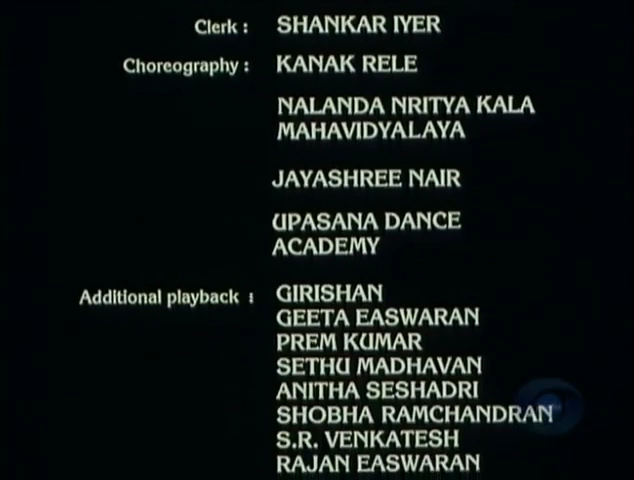 Clerk : SHANKAR IYER
Choreography : KANAK RELE
NALANDA NRITYA KALA
MAHAVIDYALAYA
JAYASHREE NAIR
UPASANA DANCE
ACADEMY
Additional playback : GIRISHAN
GEETA EASWARAN
PREM KUMAR
SETHU MADHAVAN
ANITHA SESHADRI
SHOBHA RAMCHANDRAN
S.R. VENKATESH
RAJAN EASWARAN